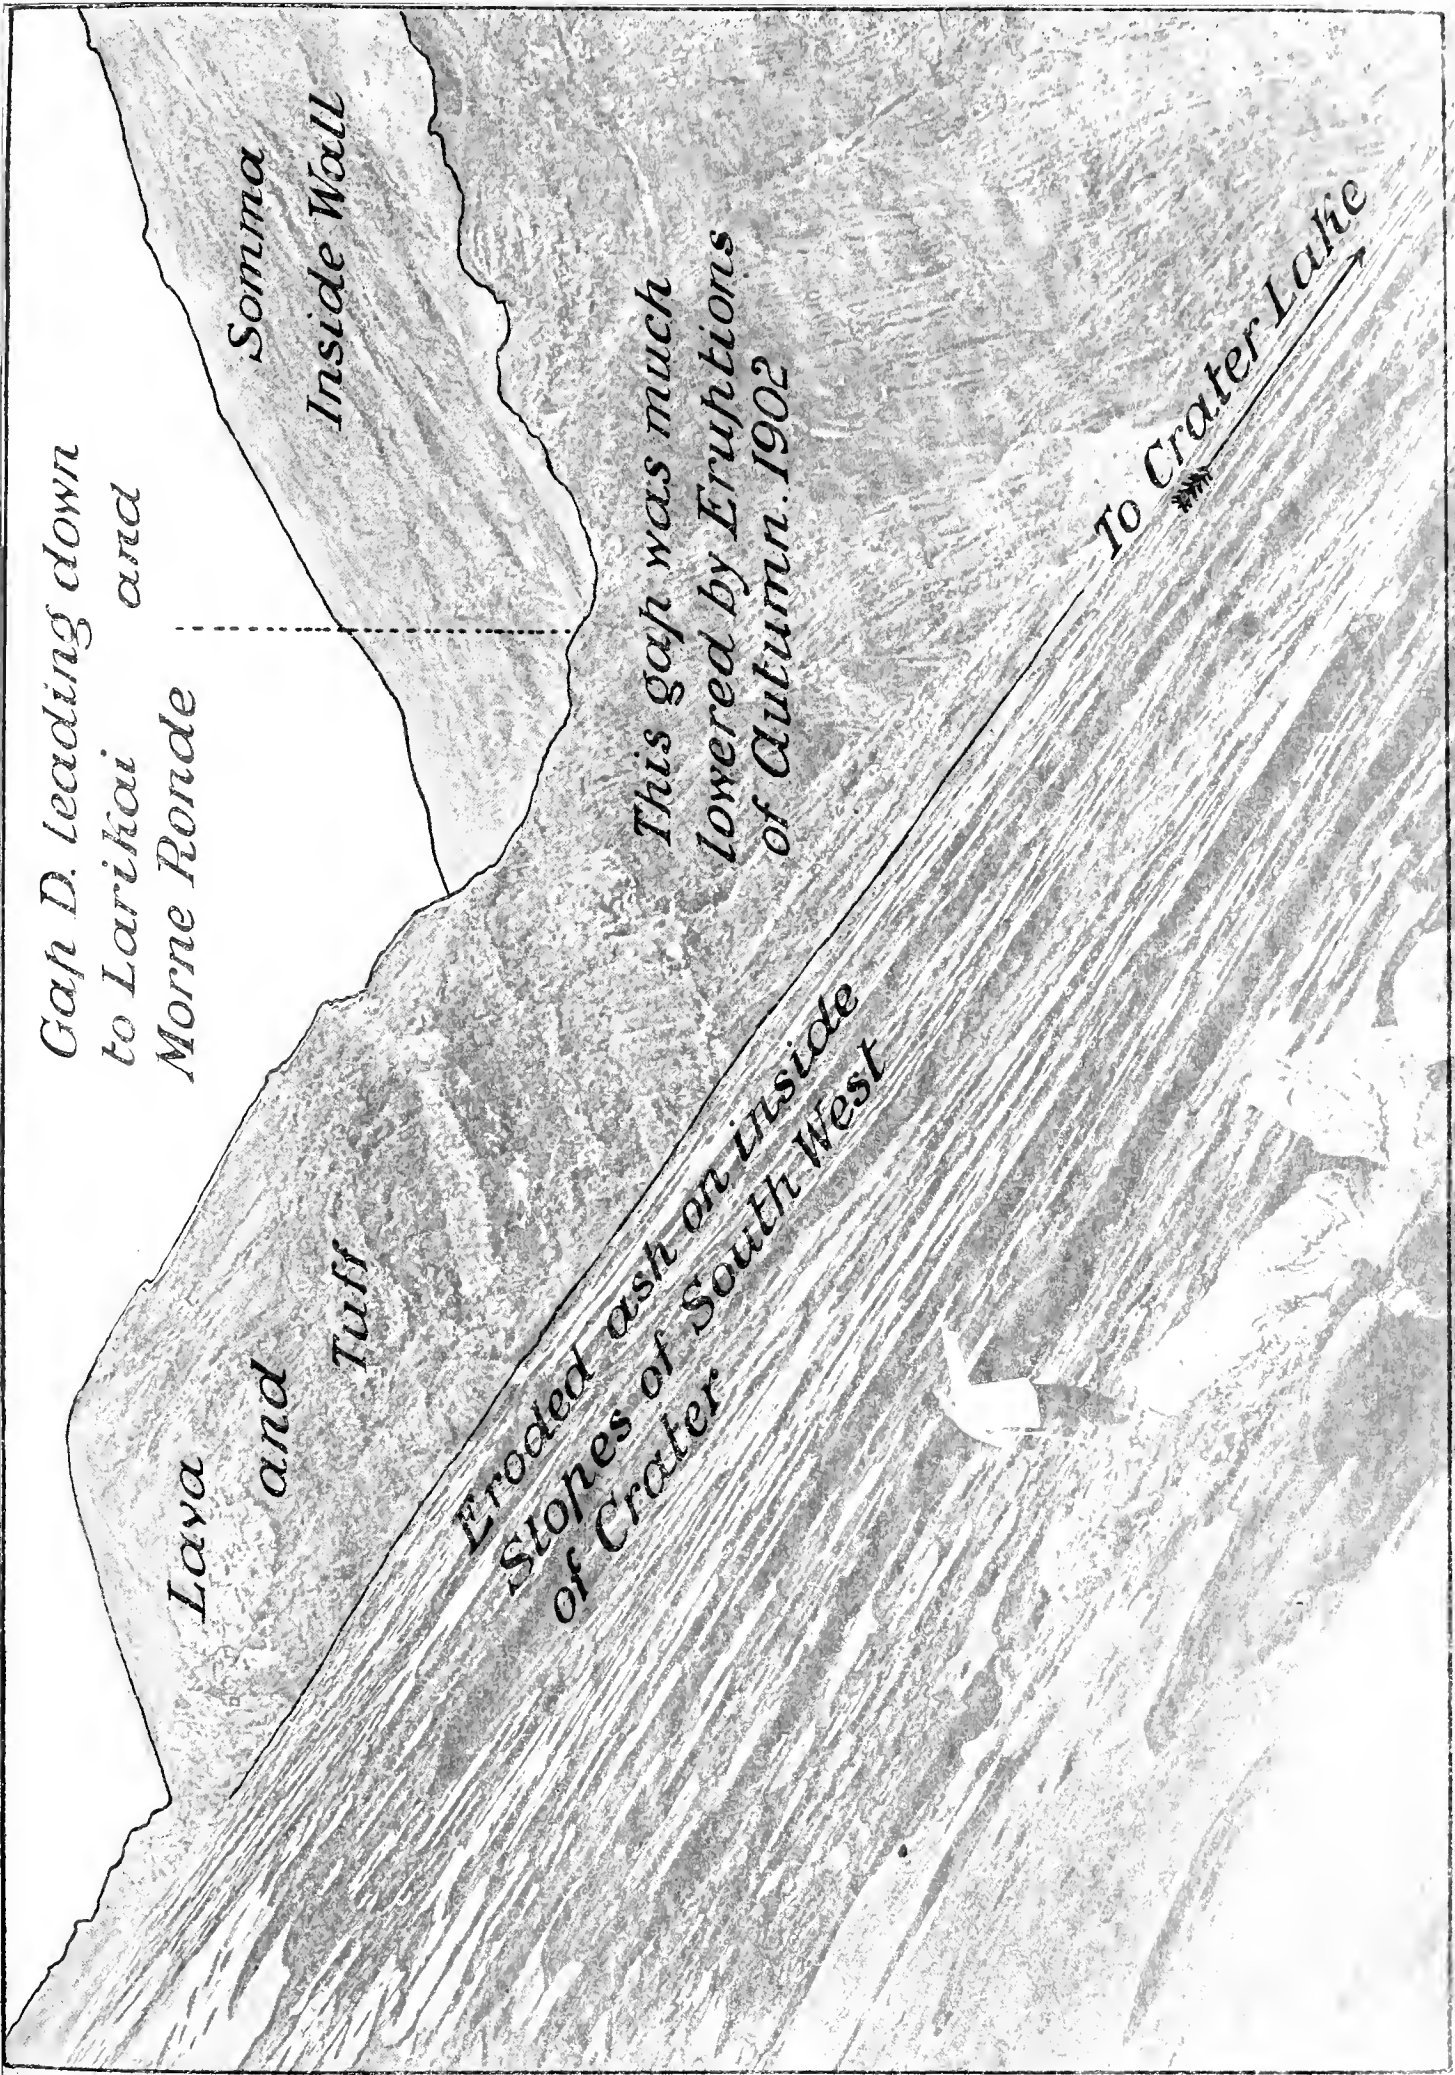 Gap D. leading down
to Larikai and
Morne Ronde
Somma
Inside Wall
Lava
and
Tuff
This gap was much
lowered by Eruptions
of Autumn. 1902
To Crater Lake
Eroded ash on inside
Slopes of South West
of Crater